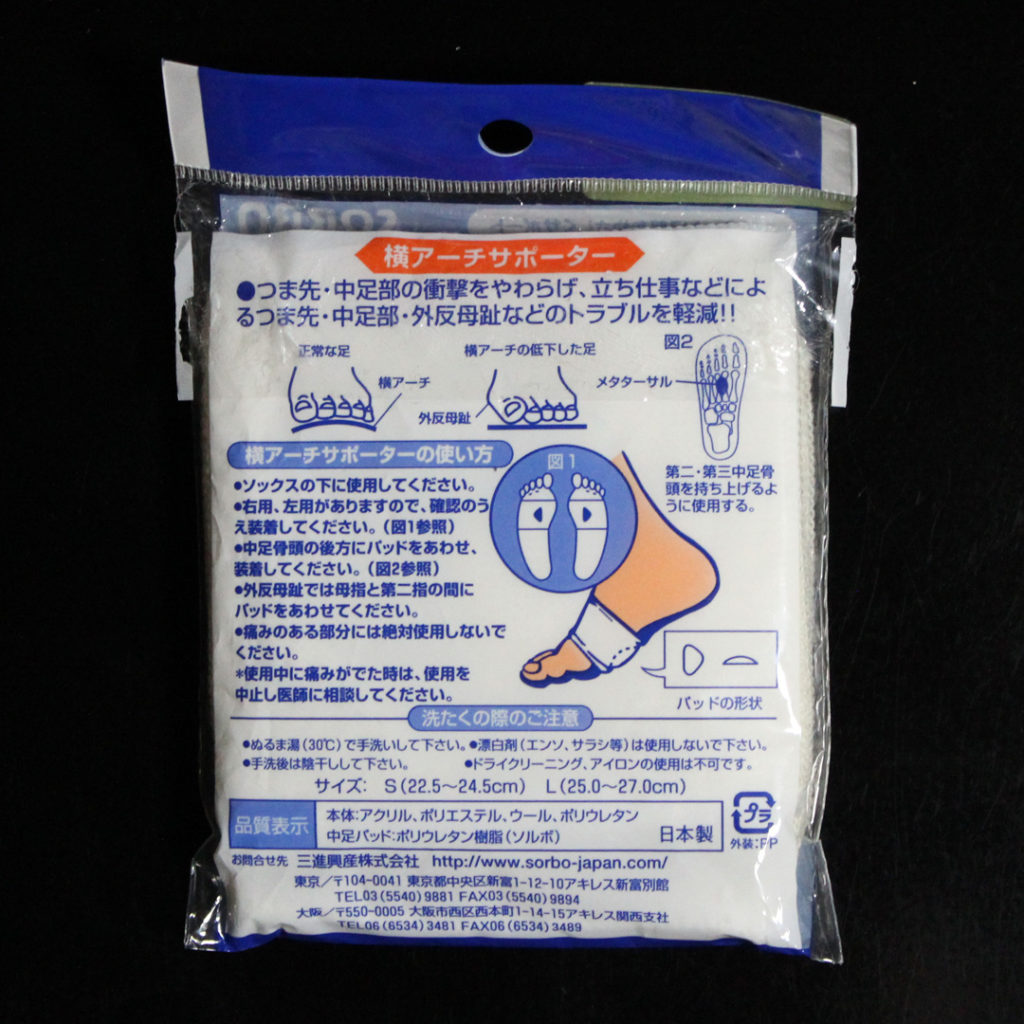 横アーチサポーター
●つま先・中足部の衝撃をやわらげ、立ち仕事などによ
るつま先・中足部・外反母趾などのトラブルを軽減!!
正常な足
横アーチ
横アーチの低下した足
外反母趾
図2
メタターサル
第二・第三中足骨
頭を持ち上げるよ
うに使用する。
横アーチサポーターの使い方
図1
●ソックスの下に使用してください。
●右用、左用がありますので、確認のう
え装着してください。(図1参照)
●中足骨頭の後方にパッドをあわせ、
装着してください。(図2参照)
●外反母趾では母指と第二指の間に
パッドをあわせてください。
●痛みのある部分には絶対使用しないで
ください。
*使用中に痛みがでた時は、使用を
中止し医師に相談してください。
パッドの形状
洗たくの際のご注意
●ぬるま湯(30℃)で手洗いして下さい。●漂白剤(エンソ、サラシ等)は使用しないで下さい。
●手洗後は陰干しして下さい。 ●ドライクリーニング、アイロンの使用は不可です。
サイズ: S(22.5〜24.5cm) L(25.0〜27.0cm)
品質表示
本体:アクリル、ポリエステル、ウール、ポリウレタン
中足パッド:ポリウレタン樹脂(ソルボ)
日本製
プラ
外装:PP
お問合せ先 三進興産株式会社 http://www.sorbo-japan.com/
東京/〒104-0041 東京都中央区新富1-12-10アキレス新富別館
TEL03(5540)9881 FAX03(5540)9894
大阪/〒550-0005 大阪市西区西本町1-14-15アキレス関西支社
TEL06(6534)3481 FAX06(6534)3489